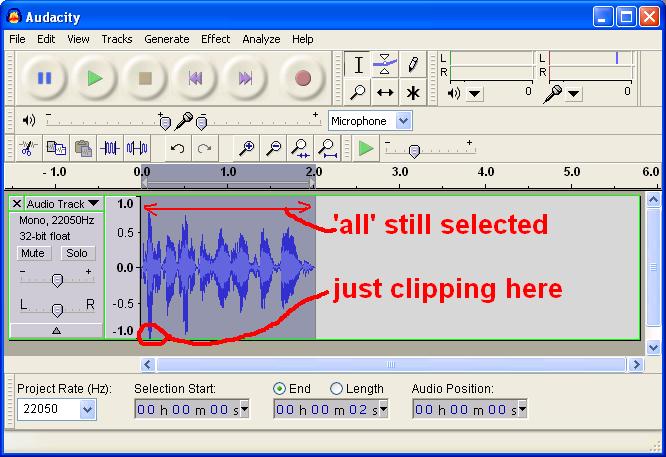 Audacity
File Edit View Tracks Generate Effect Analyze Help
L
R
0
L
R
0
Microphone
-1.0 0.0 1.0 2.0 3.0 4.0 5.0 6.0
Audio Track
Mono, 22050Hz
32-bit float
Mute Solo
- +
L R
1.0
0.5
0.0
-0.5
-1.0
'all' still selected
just clipping here
Project Rate (Hz): Selection Start: End Length Audio Position:
22050 00 h 00 m 00 s 00 h 00 m 02 s 00 h 00 m 00 s